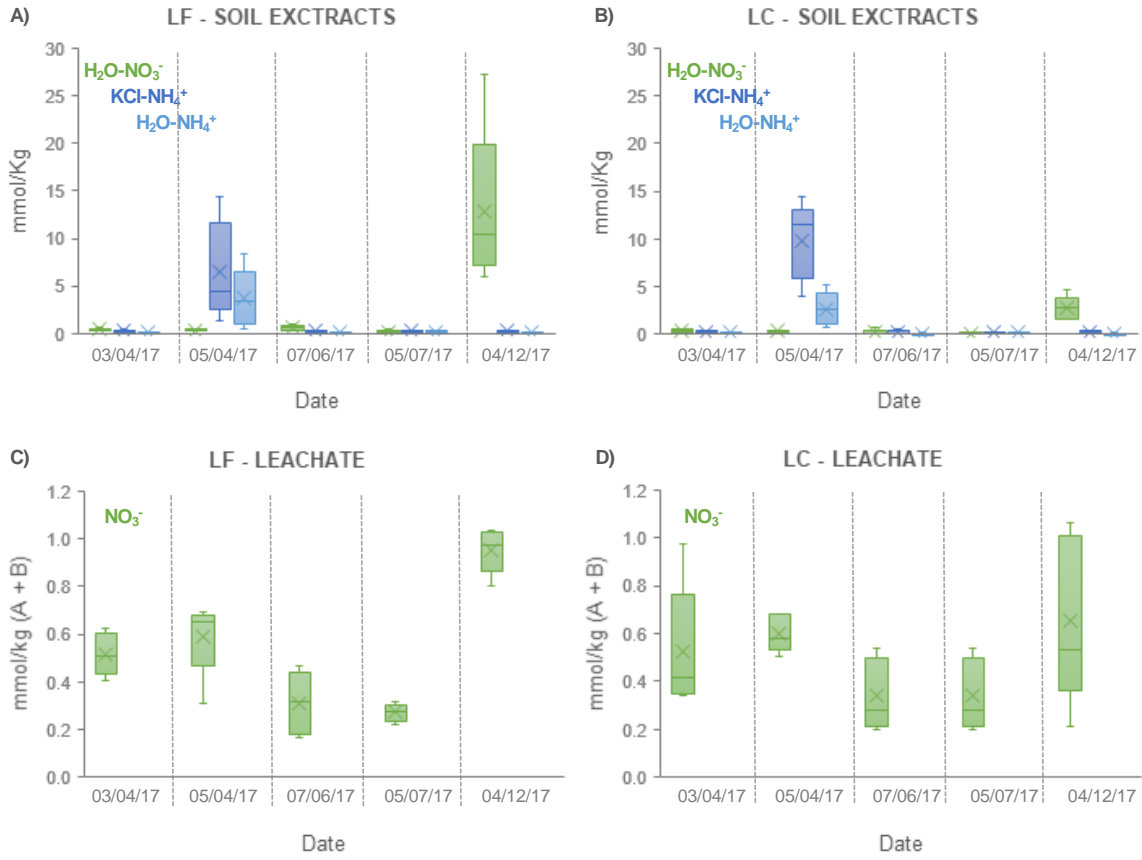 A)
LF - SOIL EXCTRACTS
30
25
20
15
10
5
0
mmol/Kg
H₂O-NO₃⁻
KCl-NH₄⁺
H₂O-NH₄⁺
03/04/17 05/04/17 07/06/17 05/07/17 04/12/17
Date
B)
LC - SOIL EXCTRACTS
30
25
20
15
10
5
0
mmol/Kg
H₂O-NO₃⁻
KCl-NH₄⁺
H₂O-NH₄⁺
03/04/17 05/04/17 07/06/17 05/07/17 04/12/17
Date
C)
LF - LEACHATE
1.2
1.0
0.8
0.6
0.4
0.2
0.0
mmol/kg (A + B)
NO₃⁻
03/04/17 05/04/17 07/06/17 05/07/17 04/12/17
Date
D)
LC - LEACHATE
1.2
1.0
0.8
0.6
0.4
0.2
0.0
mmol/kg (A + B)
NO₃⁻
03/04/17 05/04/17 07/06/17 05/07/17 04/12/17
Date